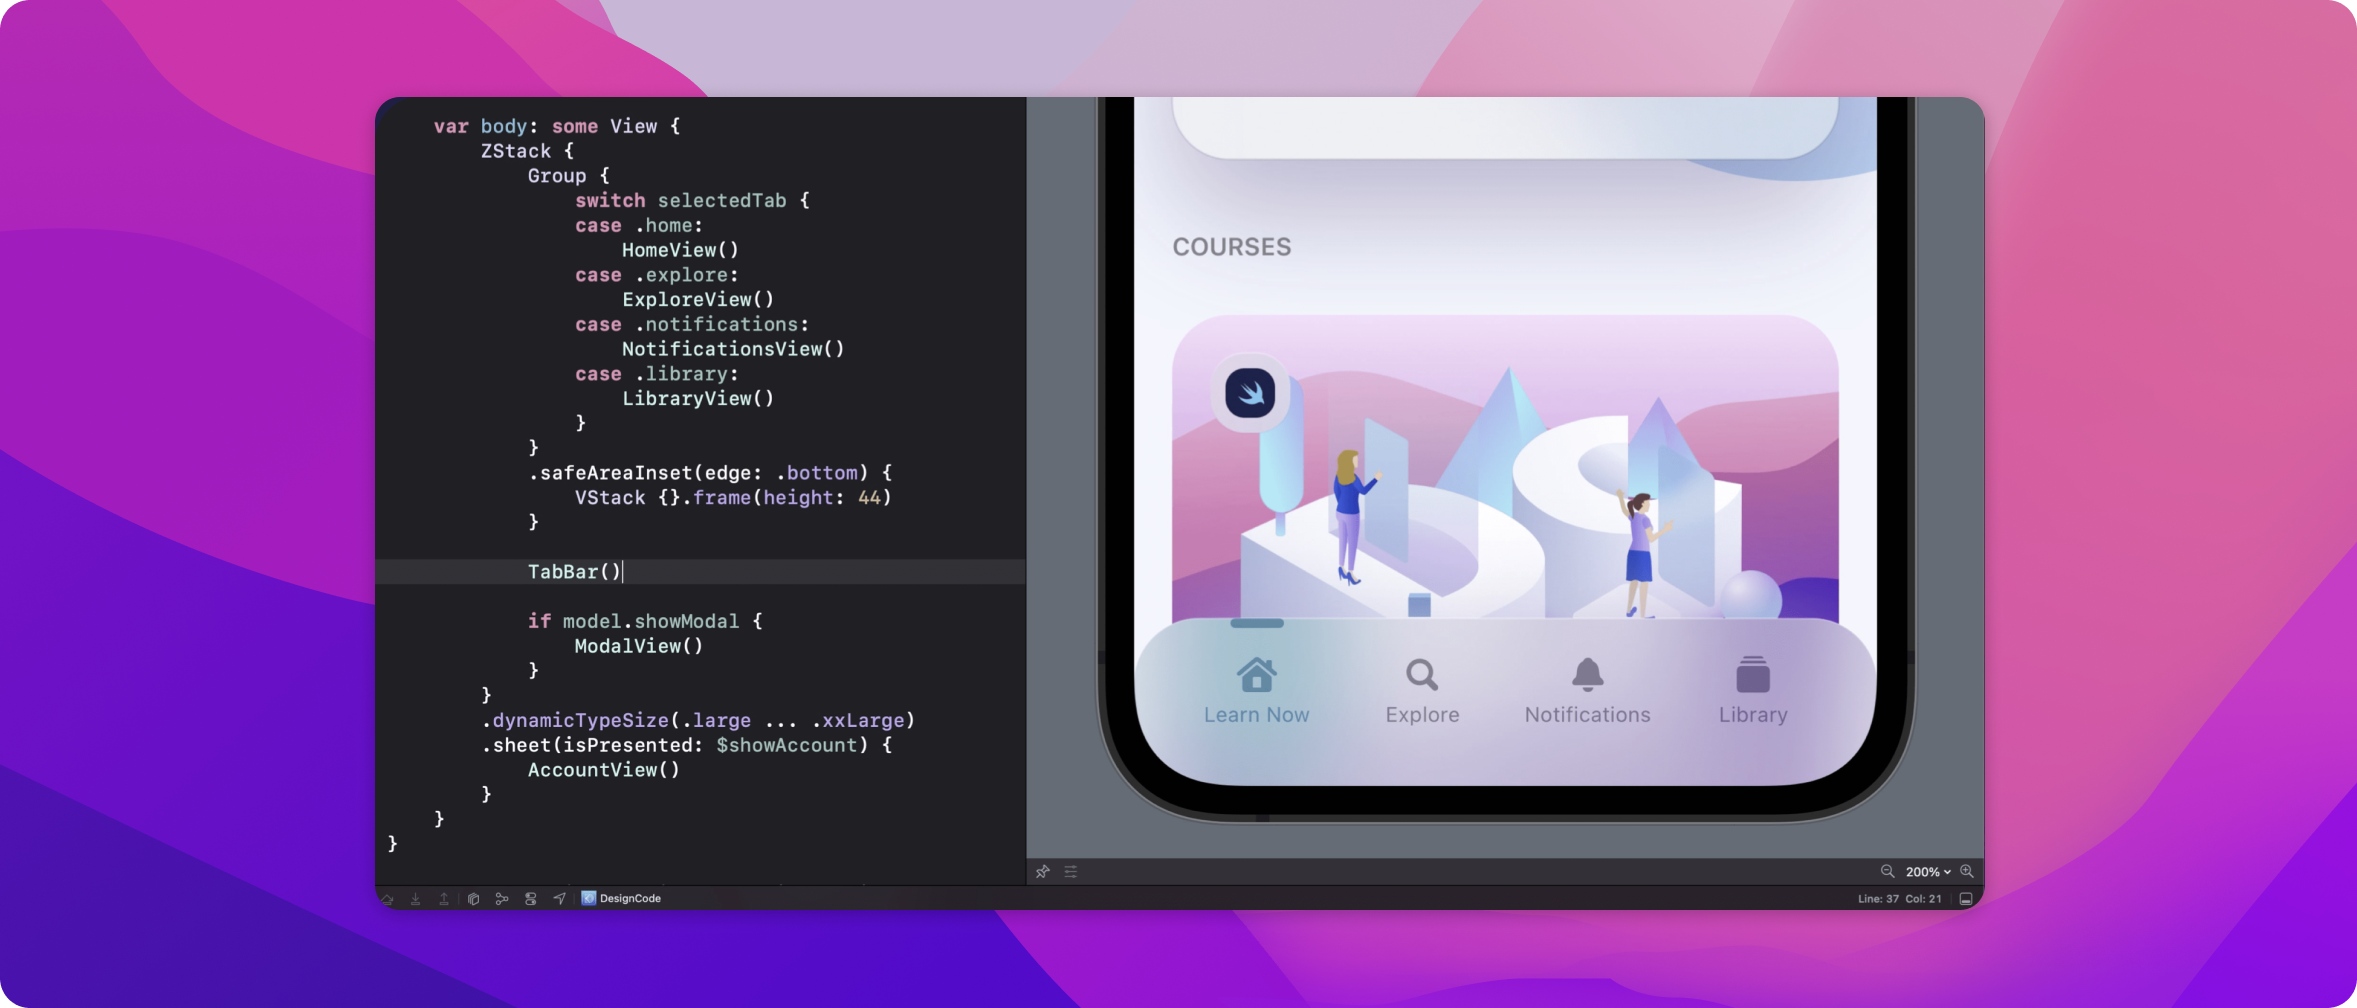 var body: some View {
ZStack {
Group {
switch selectedTab {
case .home:
HomeView()
case .explore:
ExploreView()
case .notifications:
NotificationsView()
case .library:
LibraryView()
}
}
.safeAreaInset(edge: .bottom) {
VStack {}.frame(height: 44)
}
TabBar()
if model.showModal {
ModalView()
}
}
.dynamicTypeSize(.large ... .xxLarge)
.sheet(isPresented: $showAccount) {
AccountView()
}
}
}
COURSES
Learn Now
Explore
Notifications
Library
200%
DesignCode
Line: 37 Col: 21